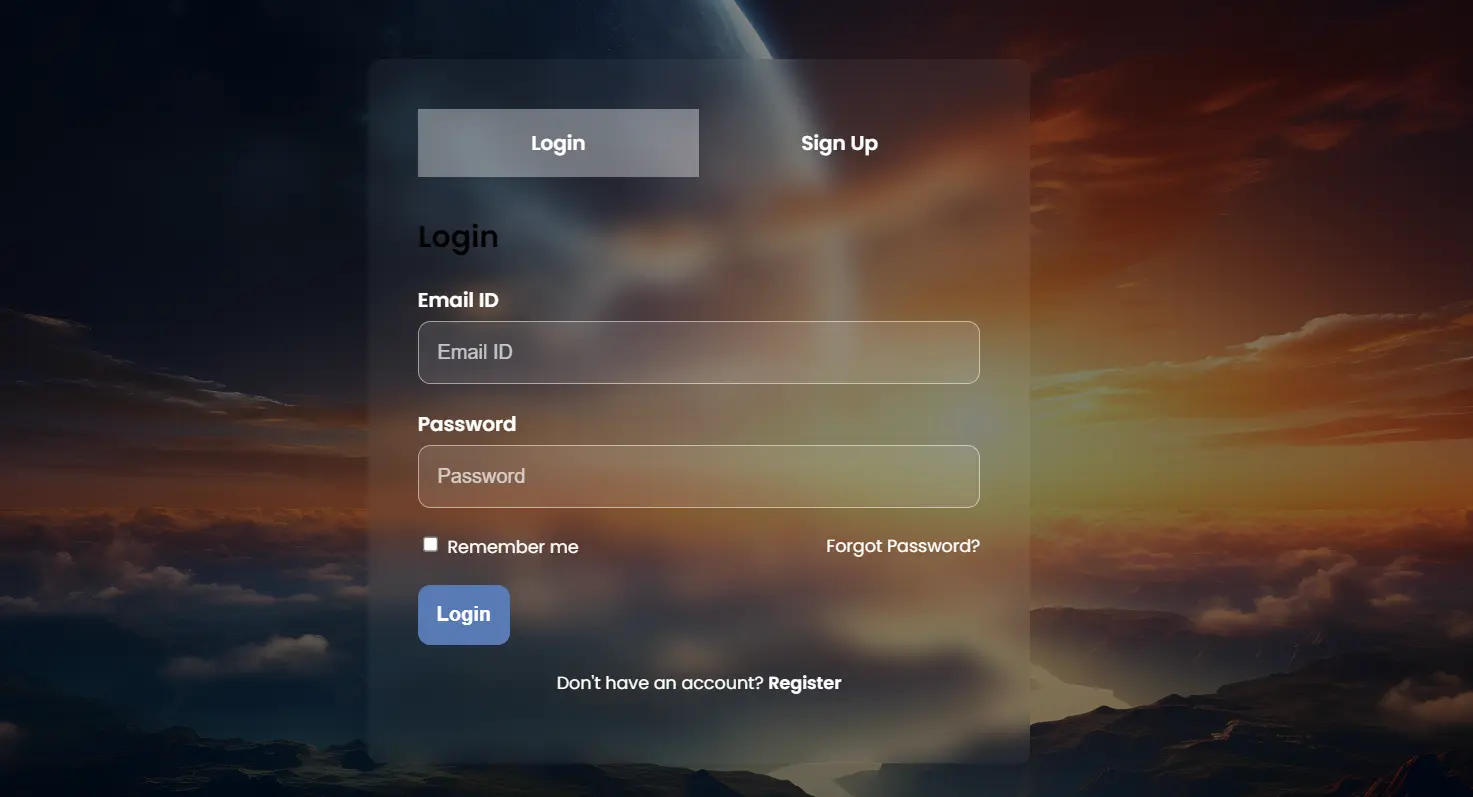 Login Sign Up
Login
Email ID
Email ID
Password
Password
Remember me Forgot Password?
Login
Don't have an account? Register